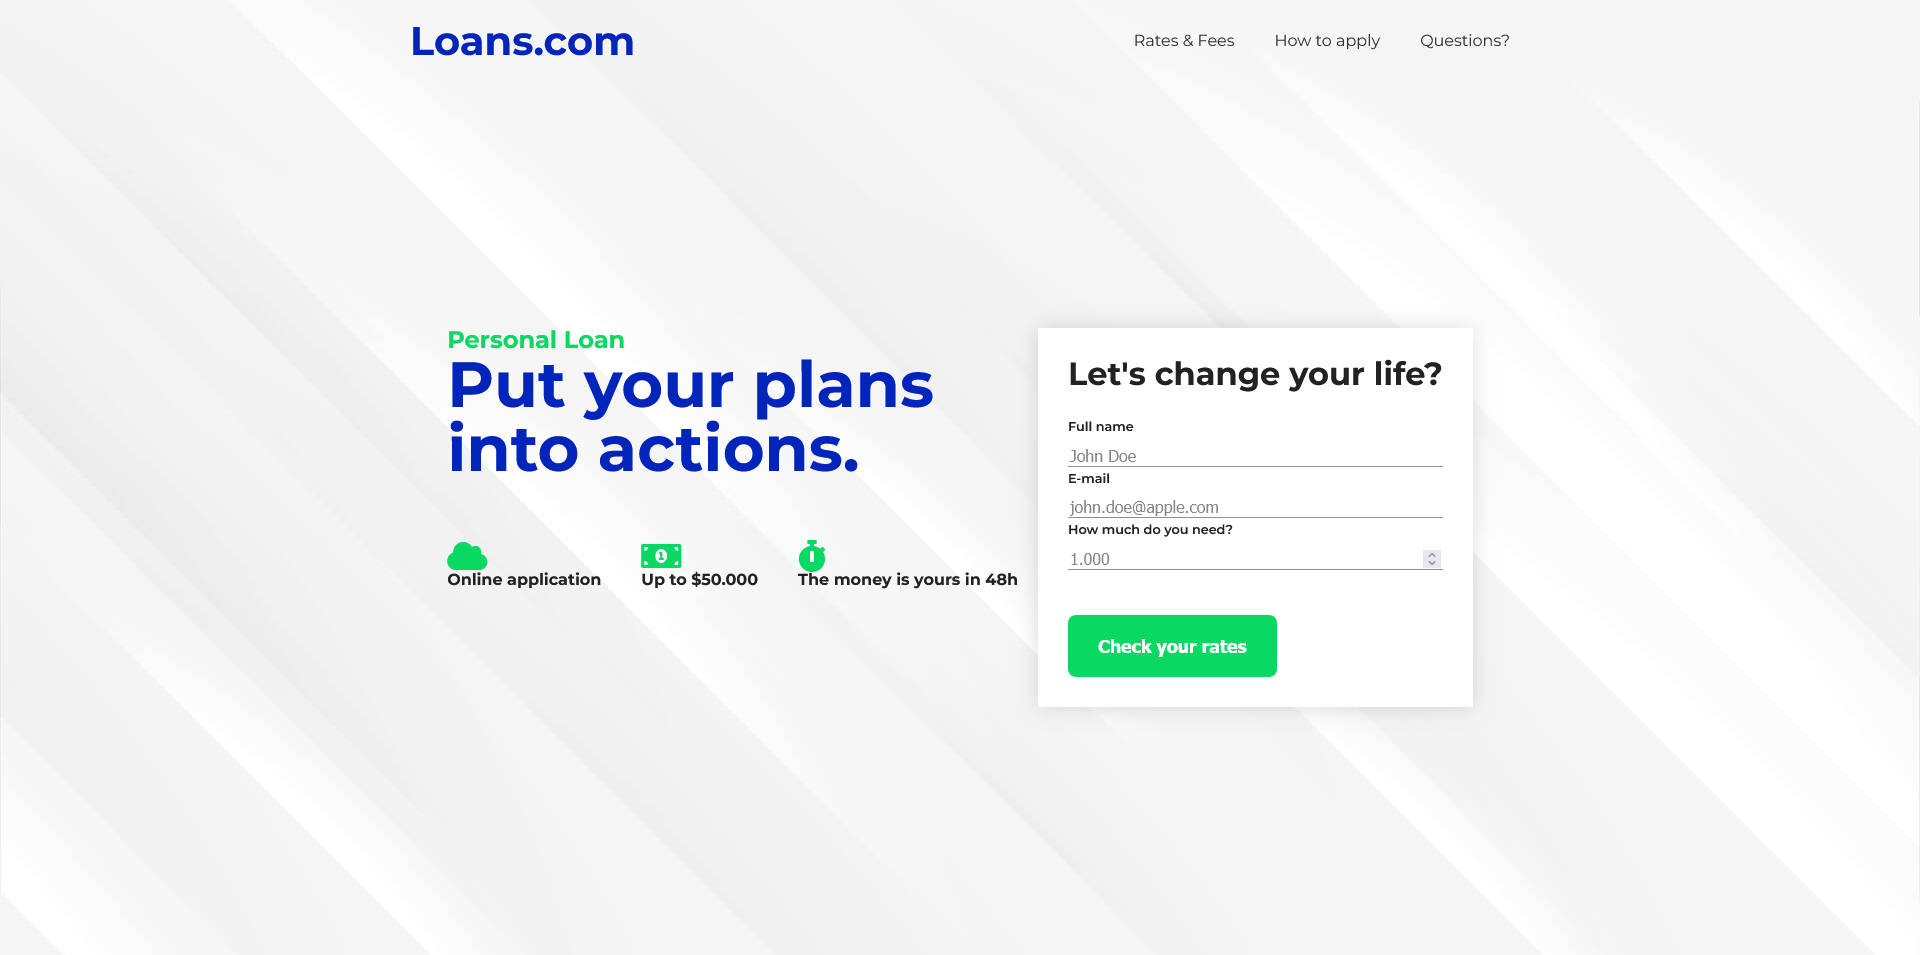 Loans.com
Rates & Fees
How to apply
Questions?
Personal Loan
Put your plans
into actions.
1
Online application
Up to $50.000
The money is yours in 48h
Let's change your life?
Full name
John Doe
E-mail
john.doe@apple.com
How much do you need?
1.000
Check your rates